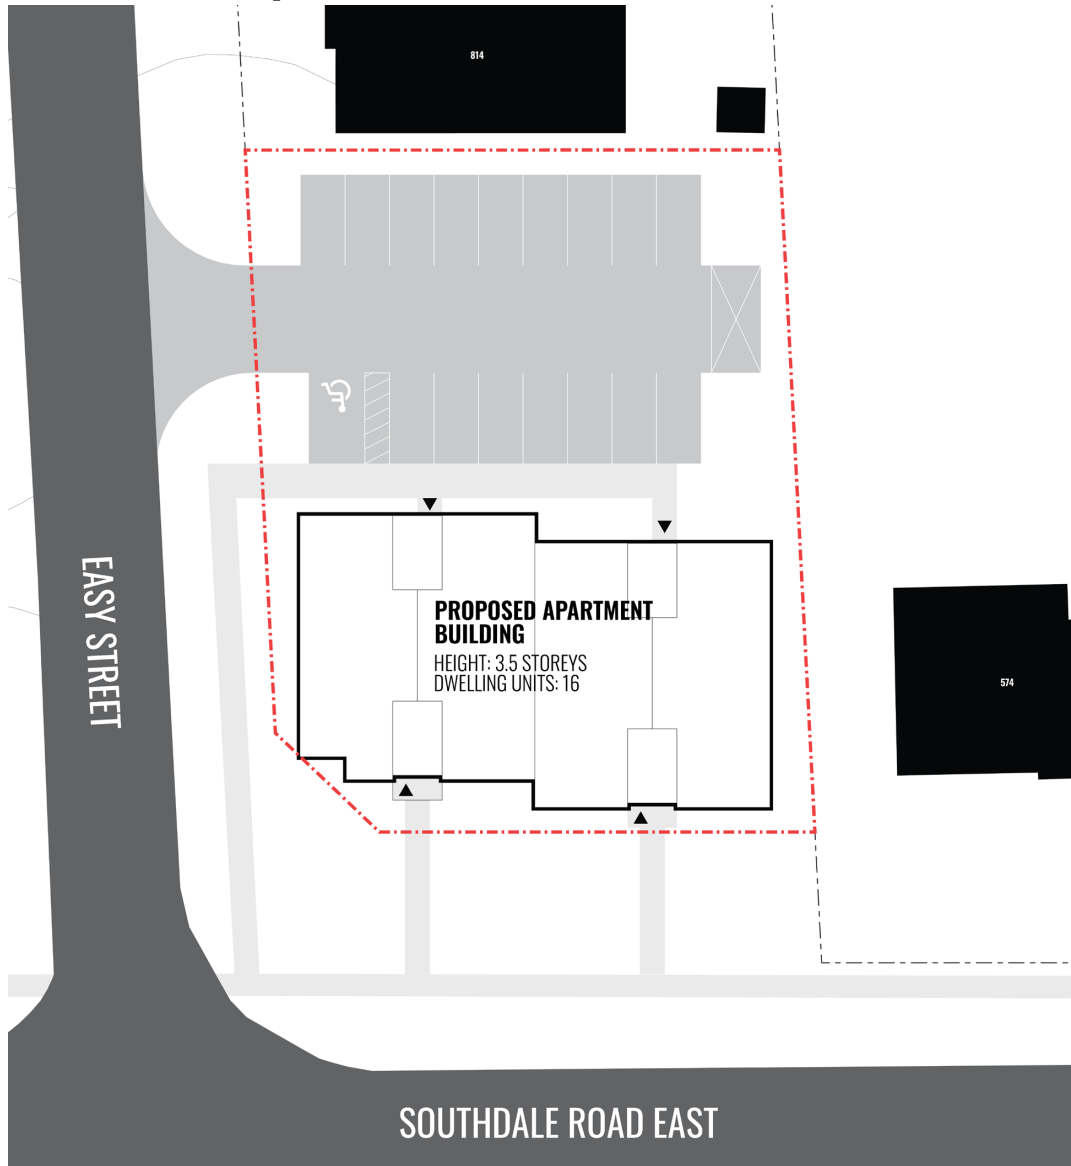 814
EASY STREET
PROPOSED APARTMENT
BUILDING
HEIGHT: 3.5 STOREYS
DWELLING UNITS: 16
574
SOUTHDALE ROAD EAST